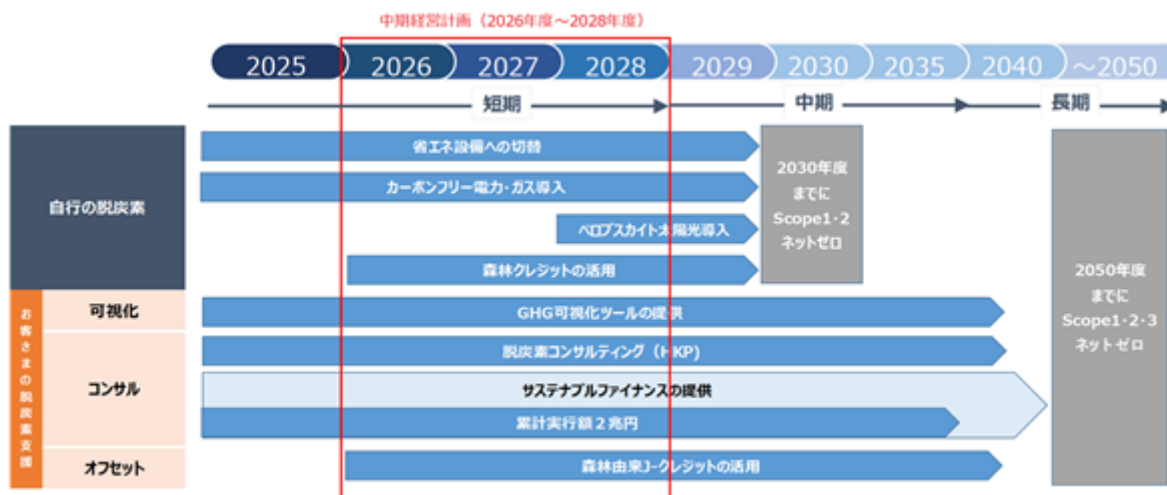 中期経営計画（2026年度～2028年度）
2025 2026 2027 2028 2029 2030 2035 2040 ～2050
短期 中期 長期
自行の脱炭素
省エネ設備への切替
カーボンフリー電力・ガス導入
ペロブスカイト太陽光導入
森林クレジットの活用
2030年度
までに
Scope1・2
ネットゼロ
お客さまの脱炭素支援
可視化
GHG可視化ツールの提供
コンサル
脱炭素コンサルティング（HKP）
サステナブルファイナンスの提供
累計実行額２兆円
オフセット
森林由来J-クレジットの活用
2050年度
までに
Scope1・2・3
ネットゼロ